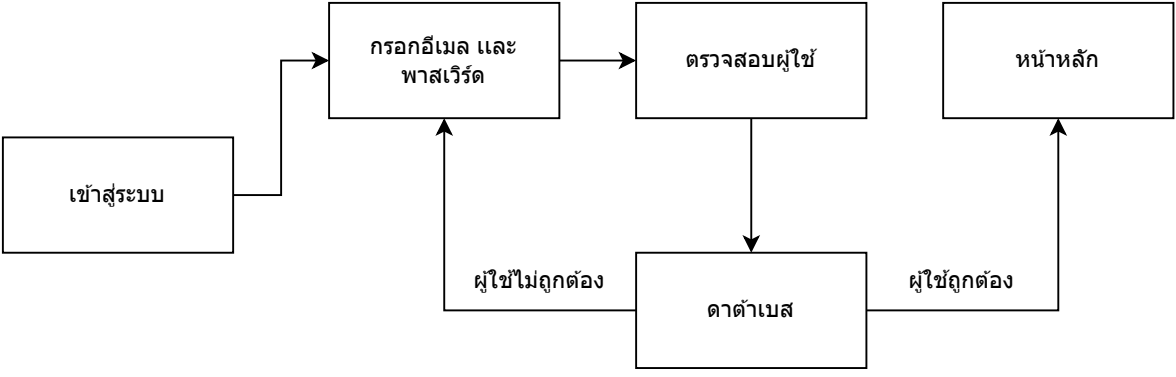 กรอกอีเมล และ
พาสเวิร์ด
ตรวจสอบผู้ใช้
หน้าหลัก
เข้าสู่ระบบ
ผู้ใช้ไม่ถูกต้อง
ผู้ใช้ถูกต้อง
ดาต้าเบส